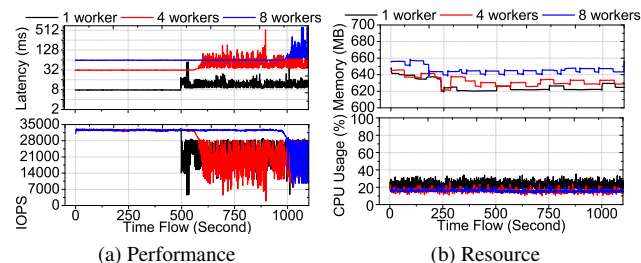 1 worker 4 workers 8 workers
Latency (ms)
512
128
32
8
2
IOPS
35000
28000
21000
14000
7000
0
0 250 500 750 1000
Time Flow (Second)
(a) Performance
1 worker 4 workers 8 workers
Memory (MB)
700
680
660
640
620
600
CPU Usage (%)
100
80
60
40
20
0
0 250 500 750 1000
Time Flow (Second)
(b) Resource